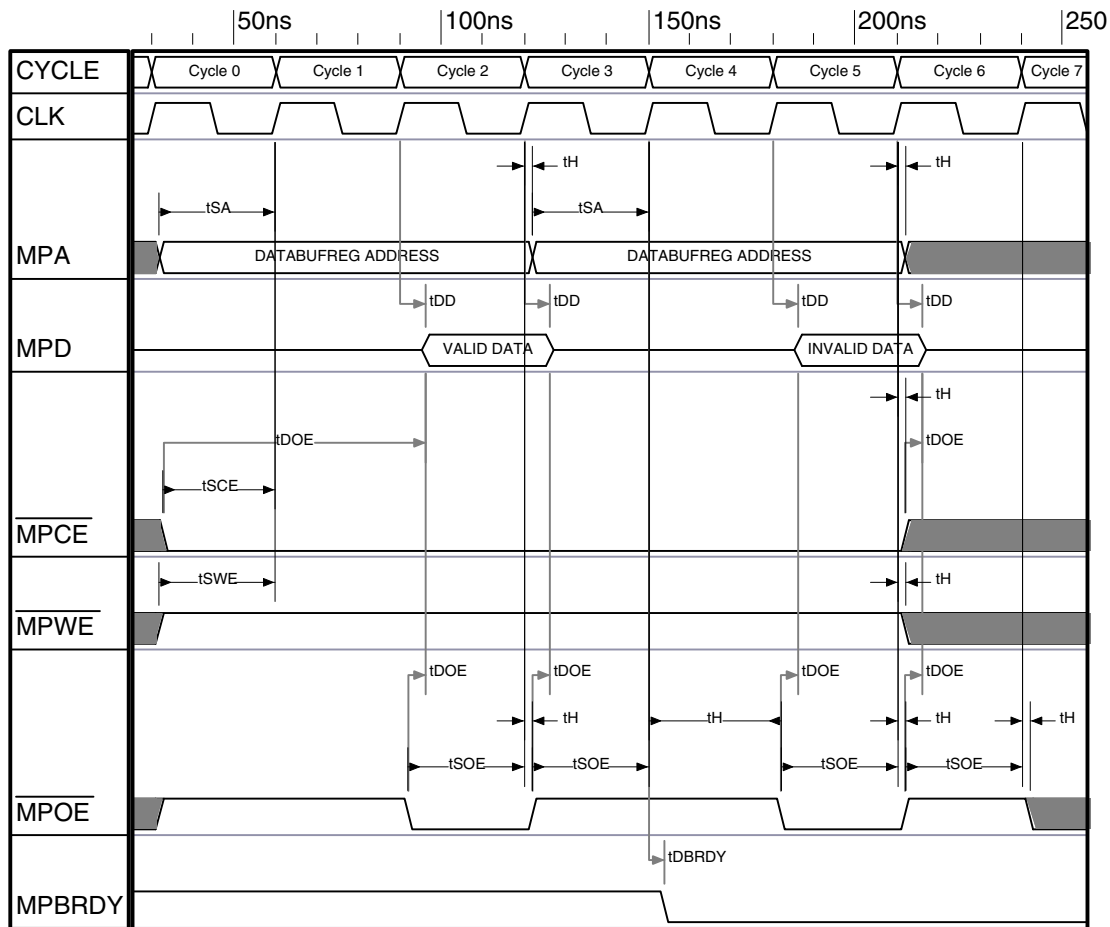 50ns 100ns 150ns 200ns 250
CYCLE Cycle 0 Cycle 1 Cycle 2 Cycle 3 Cycle 4 Cycle 5 Cycle 6 Cycle 7
CLK
tH tH
tSA tSA
MPA DATABUFREG ADDRESS DATABUFREG ADDRESS
tDD tDD tDD tDD
MPD VALID DATA INVALID DATA
tH
tDOE tDOE
tSCE
MPCE
tSWE tH
MPWE
tDOE tDOE tDOE tDOE
tH tH tH tH
tSOE tSOE tSOE tSOE
MPOE
tDBRDY
MPBRDY